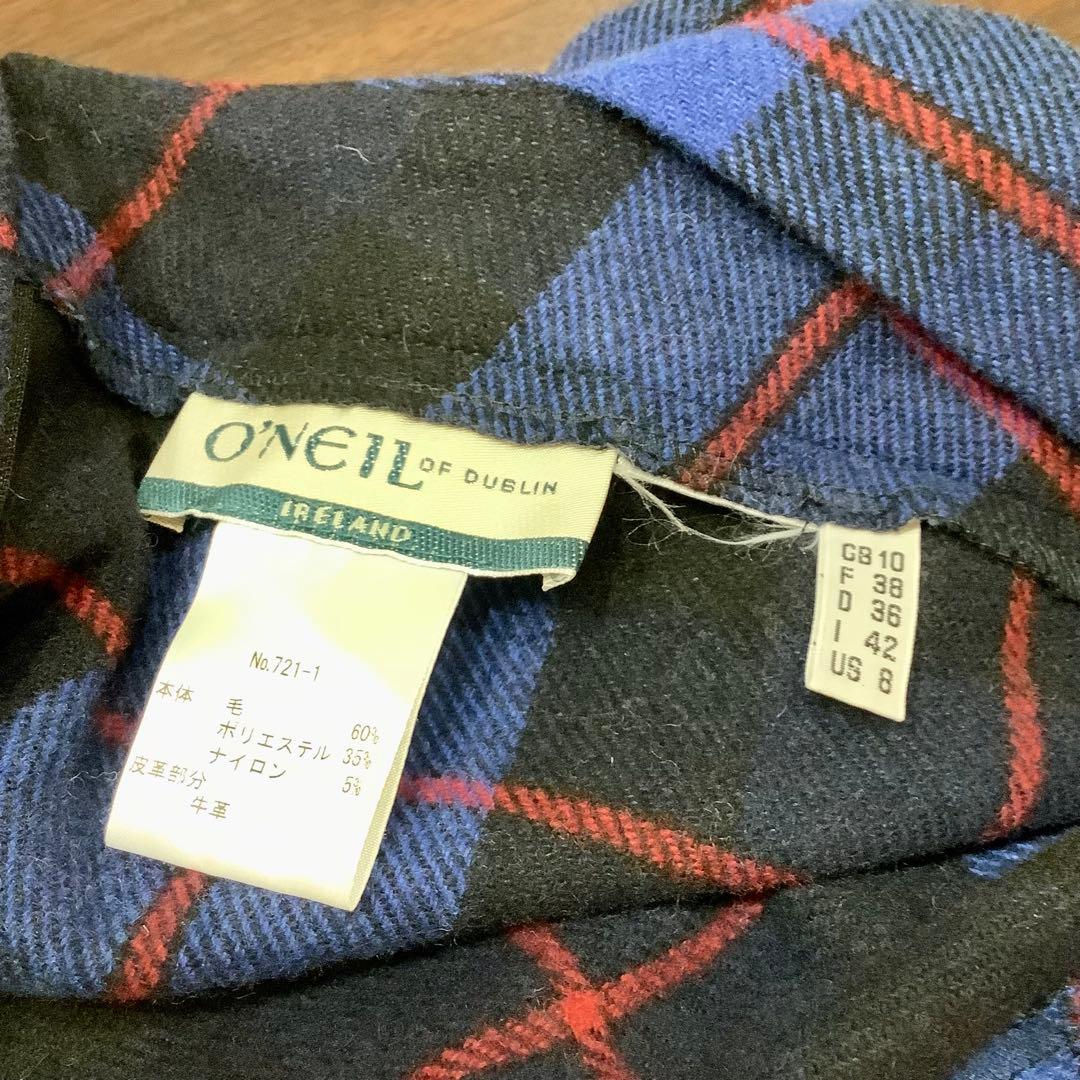 O'NEIL OF DUBLIN
IRELAND
No.721-1
本体 毛 60%
ポリエステル 35%
ナイロン 5%
皮革部分
牛革
GB 10
F 38
D 36
I 42
US 8